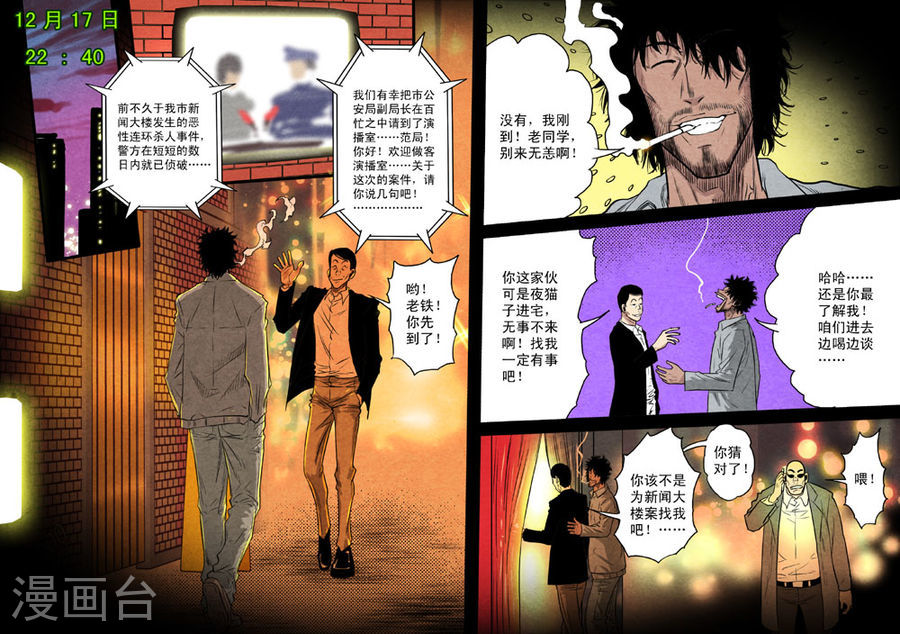 12月17日
22：40
前不久于我市新
闻大楼发生的恶
性连环杀人事件，
警方在短短的数
日内就已侦破……
我们有幸把市公
安局副局长在百
忙之中请到了演
播室……范局！
你好！欢迎做客
演播室……关于
这次的案件，请
你说几句吧！
………………
哟！
老铁！
你先
到了！
没有，我刚
到！老同学，
别来无恙啊！
你这家伙
可是夜猫
子进宅，
无事不来
啊！找我
一定有事
吧！
哈哈……
还是你最
了解我！
咱们进去
边喝边谈
……
你该不是
为新闻大
楼案找我
吧！……
你猜
对了！
喂！
漫画台